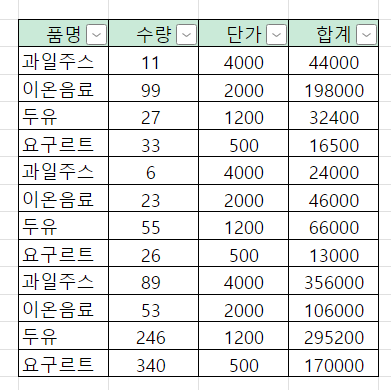 품명 수량 단가 합계
과일주스 11 4000 44000
이온음료 99 2000 198000
두유 27 1200 32400
요구르트 33 500 16500
과일주스 6 4000 24000
이온음료 23 2000 46000
두유 55 1200 66000
요구르트 26 500 13000
과일주스 89 4000 356000
이온음료 53 2000 106000
두유 246 1200 295200
요구르트 340 500 170000